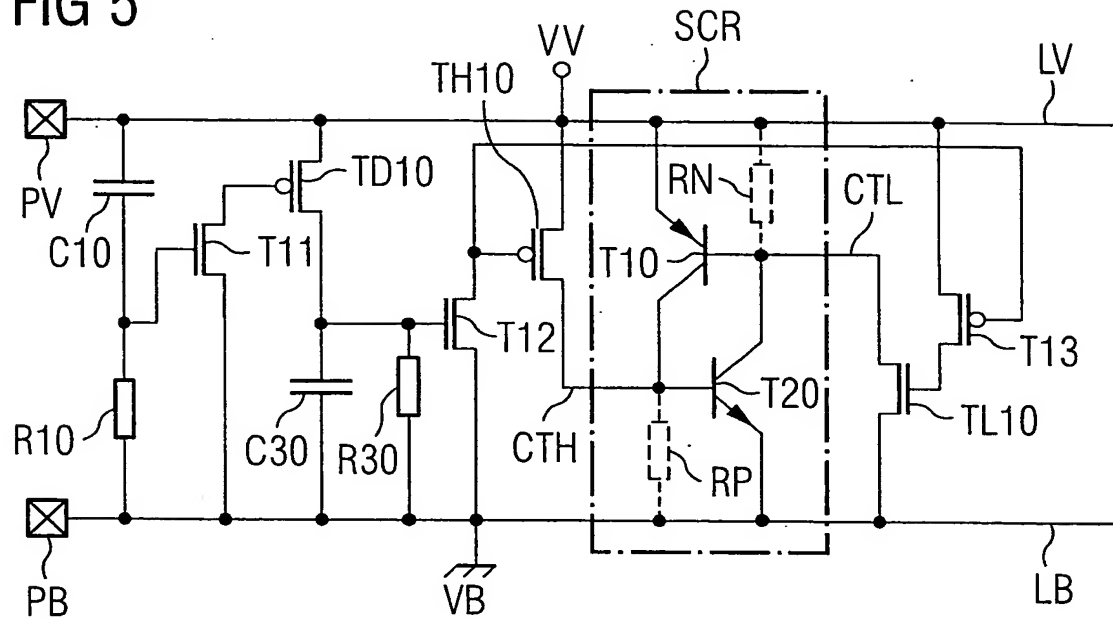 FIG 5
SCR
VV
TH10
LV
PV
C10
T11
TD10
RN
CTL
T10
T12
T13
R10
C30
R30
CTH
T20
TL10
RP
PB
VB
LB